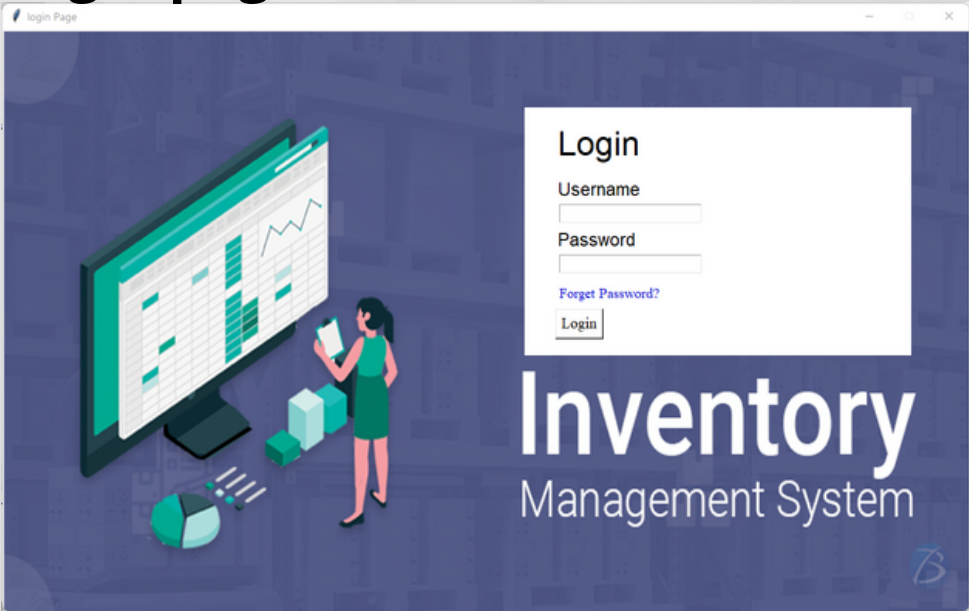 login Page
Login
Username
Password
Forget Password?
Login
Inventory
Management System